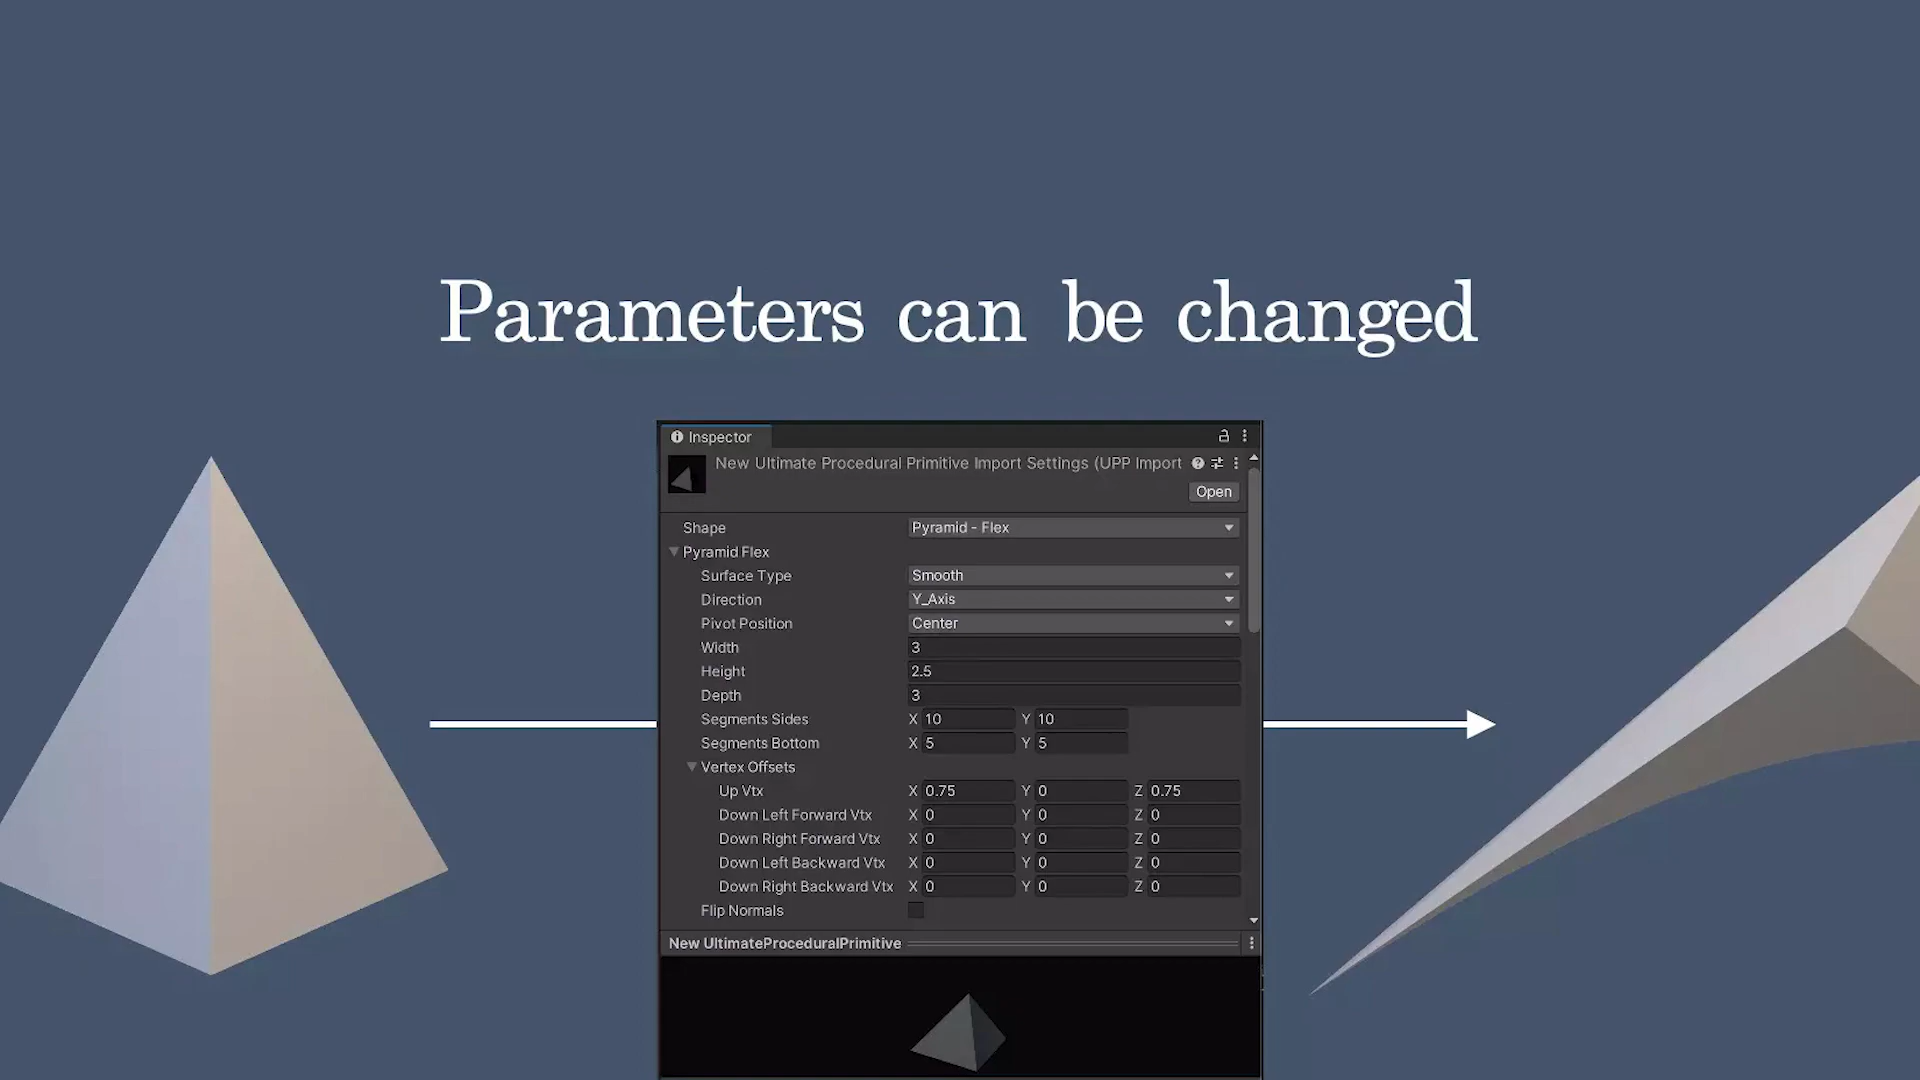 Parameters can be changed
Inspector
New Ultimate Procedural Primitive Import Settings (UPP Import
Open
Shape Pyramid - Flex
Pyramid Flex
Surface Type Smooth
Direction Y_Axis
Pivot Position Center
Width 3
Height 2.5
Depth 3
Segments Sides X 10 Y 10
Segments Bottom X 5 Y 5
Vertex Offsets
Up Vtx X 0.75 Y 0 Z 0.75
Down Left Forward Vtx X 0 Y 0 Z 0
Down Right Forward Vtx X 0 Y 0 Z 0
Down Left Backward Vtx X 0 Y 0 Z 0
Down Right Backward Vtx X 0 Y 0 Z 0
Flip Normals
New UltimateProceduralPrimitive